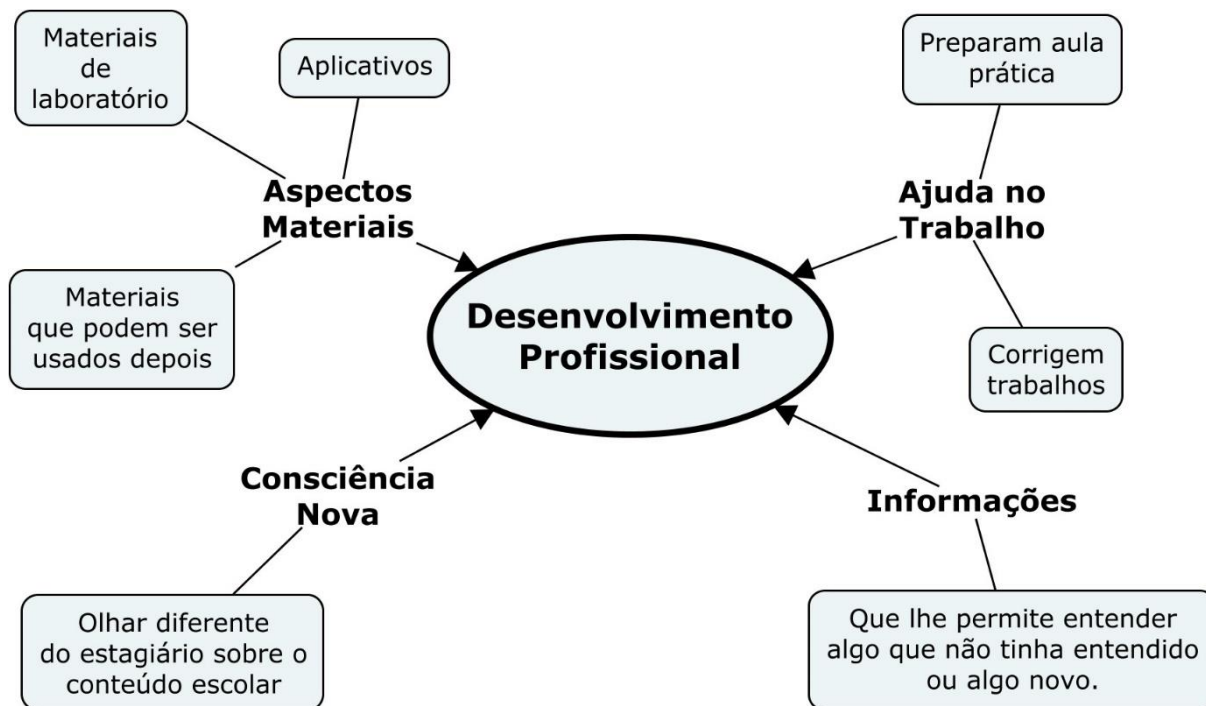 Materiais
de
laboratório
Aplicativos
Aspectos
Materiais
Materiais
que podem ser
usados depois
Preparam aula
prática
Ajuda no
Trabalho
Corrigem
trabalhos
Desenvolvimento
Profissional
Consciência
Nova
Olhar diferente
do estagiário sobre o
conteúdo escolar
Informações
Que lhe permite entender
algo que não tinha entendido
ou algo novo.